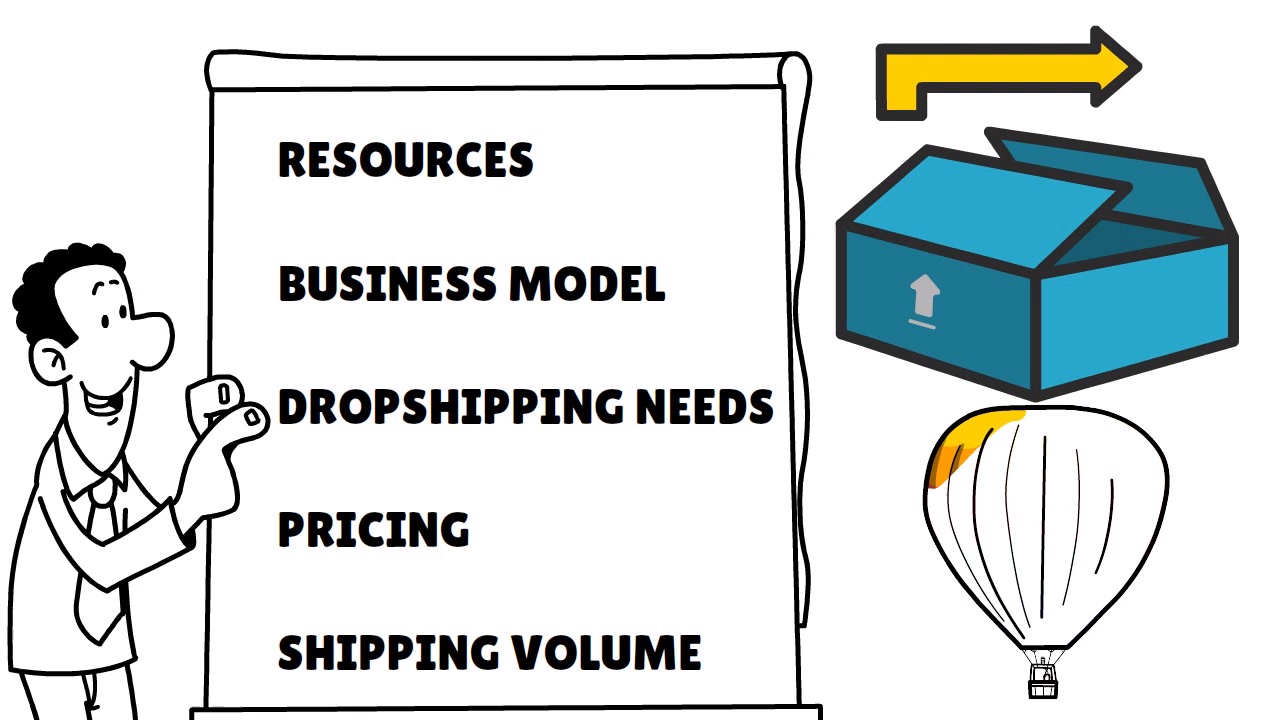 RESOURCES
BUSINESS MODEL
DROPSHIPPING NEEDS
PRICING
SHIPPING VOLUME